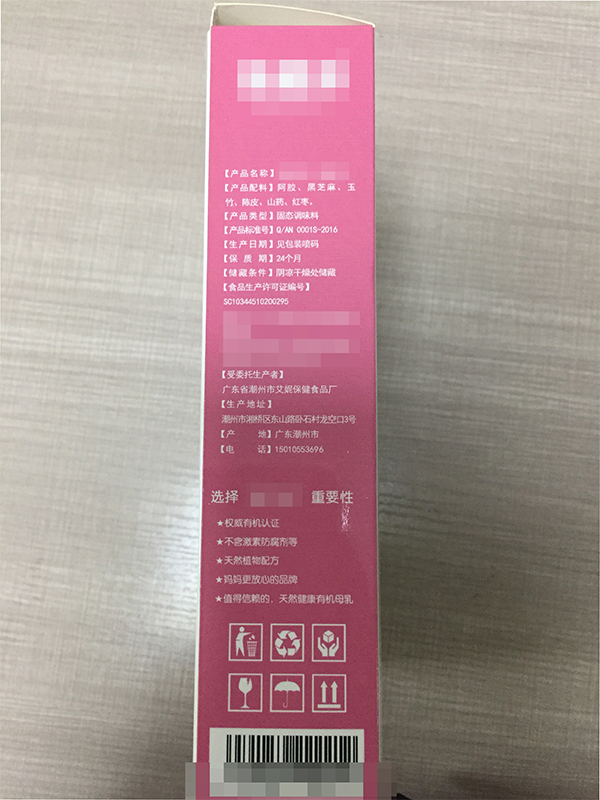 【产品名称】
【产品配料】阿胶、黑芝麻、玉
竹、陈皮、山药、红枣。
【产品类型】固态调味料
【产品标准号】Q/AN 0001S-2016
【生产日期】见包装喷码
【保 质 期】24个月
【储藏条件】阴凉干燥处储藏
【食品生产许可证编号】
SC10344510200295
【受委托生产者】
广东省潮州市艾妮保健食品厂
【生产地址】
潮州市湘桥区东山路卧石村龙空口3号
【产 地】广东潮州市
【电 话】15010553696
选择 重要性
★权威有机认证
★不含激素防腐剂等
★天然植物配方
★妈妈更放心的品牌
★值得信赖的，天然健康有机母乳